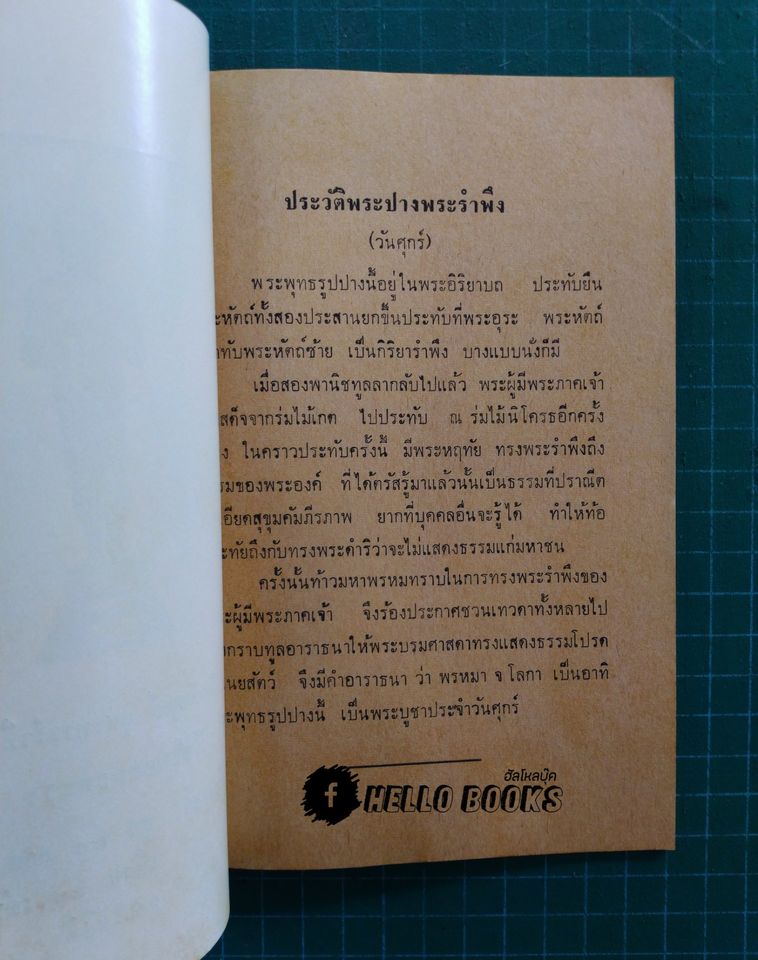 ประวัติพระปางพระรำพึง
(วันศุกร์)
พระพุทธรูปปางนี้อยู่ในพระอิริยาบถ ประทับยืน
ะหัตถ์ทั้งสองประสานยกขึ้นประทับที่พระอุระ พระหัตถ์
ทับพระหัตถ์ซ้าย เป็นกิริยารำพึง บางแบบนั่งก็มี
เมื่อสองพานิชทูลลากลับไปแล้ว พระผู้มีพระภาคเจ้า
สด็จจากร่มไม้เกต ไปประทับ ณ ร่มไม้นิโครธอีกครั้ง
ง ในคราวประทับครั้งนี้ มีพระหฤทัย ทรงพระรำพึงถึง
รมของพระองค์ ที่ได้ตรัสรู้มาแล้วนั้นเป็นธรรมที่ปราณีต
อียดสุขุมคัมภีรภาพ ยากที่บุคคลอื่นจะรู้ได้ ทำให้ท้อ
ะทัยถึงกับทรงพระดำริว่าจะไม่แสดงธรรมแก่มหาชน
ครั้งนั้นท้าวมหาพรหมทราบในการทรงพระรำพึงของ
ะผู้มีพระภาคเจ้า จึงร้องประกาศชวนเทวดาทั้งหลายไป
กราบทูลอาราธนาให้พระบรมศาสดาทรงแสดงธรรมโปรด
นยสัตว์ จึงมีคำอาราธนา ว่า พรหมา จ โลกา เป็นอาทิ
ะพุทธรูปปางนี้ เป็นพระบูชาประจำวันศุกร์
ฮัลโหลบุ๊ค
f HELLO BOOKS